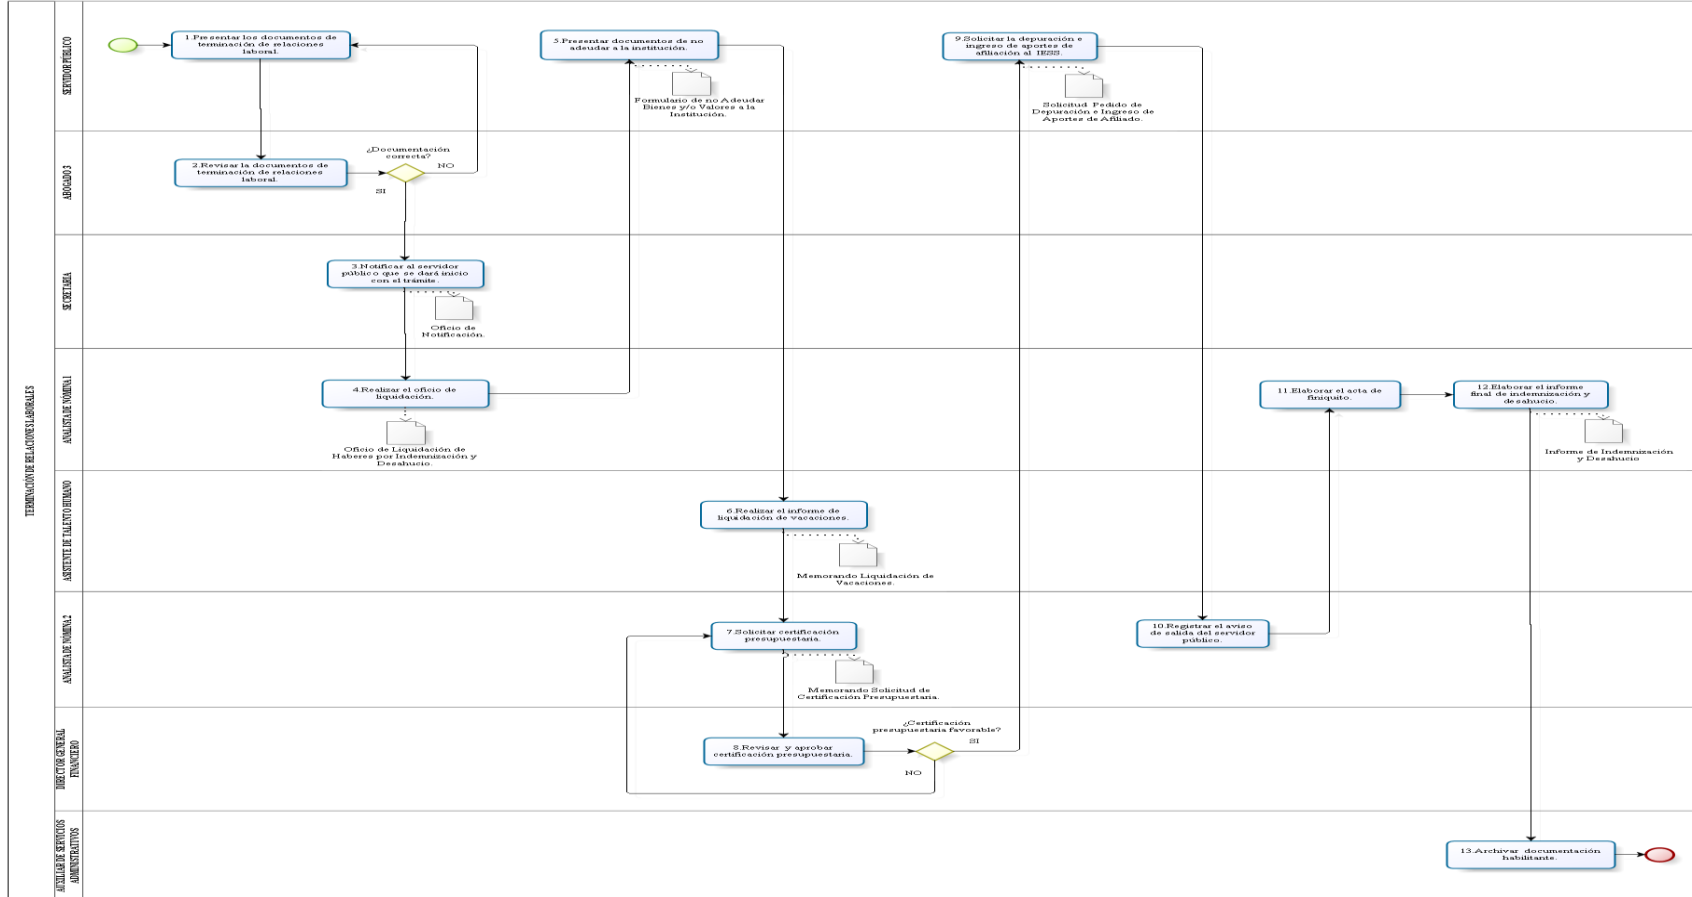 TERMINACIÓN DE RELACIONES LABORALES
SERVIDOR PÚBLICO
1.Presentar los documentos de
terminación de relaciones
laboral.
5.Presentar documentos de no
adeudar a la institución.
Formulario de no Adeudar
Bienes y/o Valores a la
Institución.
9.Solicitar la depuración e
ingreso de aportes de
afiliación al IESS.
Solicitud Pedido de
Depuración e Ingreso de
Aportes de Afiliado.
ABOGADO 3
2.Revisar la documentos de
terminación de relaciones
laboral.
¿Documentación
correcta?
NO
SI
SECRETARIA
3.Notificar al servidor
público que se dará inicio
con el trámite.
Oficio de
Notificación.
ANALISTA DE NÓMINA 1
4.Realizar el oficio de
liquidación.
Oficio de Liquidación de
Haberes por Indemnización y
Desahucio.
11.Elaborar el acta de
finiquito.
12.Elaborar el informe
final de indemnización y
desahucio.
Informe de Indemnización
y Desahucio
ASISTENTE DE TALENTO HUMANO
6.Realizar el informe de
liquidación de vacaciones.
Memorando Liquidación de
Vacaciones.
ANALISTA DE NÓMINA 2
7.Solicitar certificación
presupuestaria.
Memorando Solicitud de
Certificación Presupuestaria.
10.Registrar el aviso
de salida del servidor
público.
DIRECTOR GENERAL
FINANCIERO
8.Revisar y aprobar
certificación presupuestaria.
¿Certificación
presupuestaria favorable?
SI
NO
AUXILIAR DE SERVICIOS
ADMINISTRATIVOS
13.Archivar documentación
habilitante.